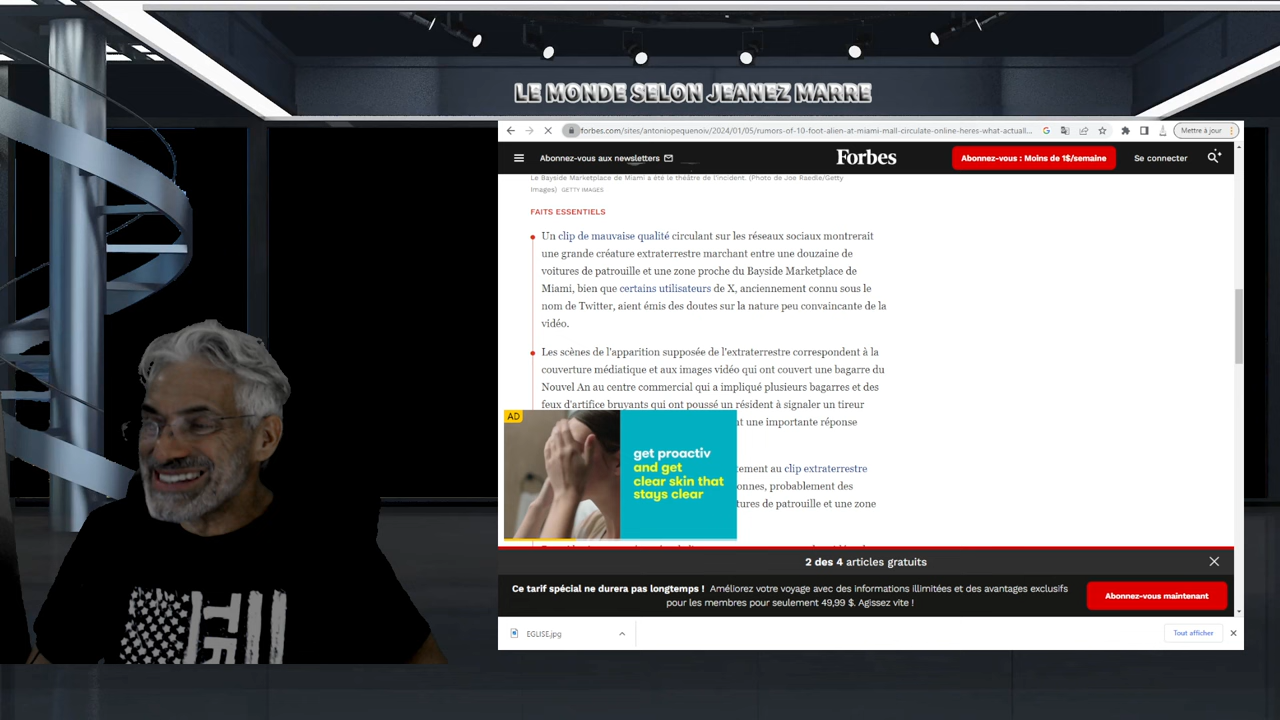 LE MONDE SELON JEANEZ MARRE
forbes.com/sites/antoniopequenoiv/2024/01/05/rumors-of-10-foot-alien-at-miami-mall-circulate-online-heres-what-actuall...
Mettre à jour
Abonnez-vous aux newsletters
Forbes
Abonnez-vous : Moins de 1$/semaine
Se connecter
Le Bayside Marketplace de Miami a été le théâtre de l'incident. (Photo de Joe Raedle/Getty
Images) GETTY IMAGES
FAITS ESSENTIELS
Un clip de mauvaise qualité circulant sur les réseaux sociaux montrerait
une grande créature extraterrestre marchant entre une douzaine de
voitures de patrouille et une zone proche du Bayside Marketplace de
Miami, bien que certains utilisateurs de X, anciennement connu sous le
nom de Twitter, aient émis des doutes sur la nature peu convaincante de la
vidéo.
Les scènes de l'apparition supposée de l'extraterrestre correspondent à la
couverture médiatique et aux images vidéo qui ont couvert une bagarre du
Nouvel An au centre commercial qui a impliqué plusieurs bagarres et des
feux d'artifice bruyants qui ont poussé un résident à signaler un tireur
nt une importante réponse
tement au clip extraterrestre
onnes, probablement des
tures de patrouille et une zone
AD
get proactiv
and get
clear skin that
stays clear
2 des 4 articles gratuits
Ce tarif spécial ne durera pas longtemps ! Améliorez votre voyage avec des informations illimitées et des avantages exclusifs
pour les membres pour seulement 49,99 $. Agissez vite !
Abonnez-vous maintenant
EGLISE.jpg
Tout afficher